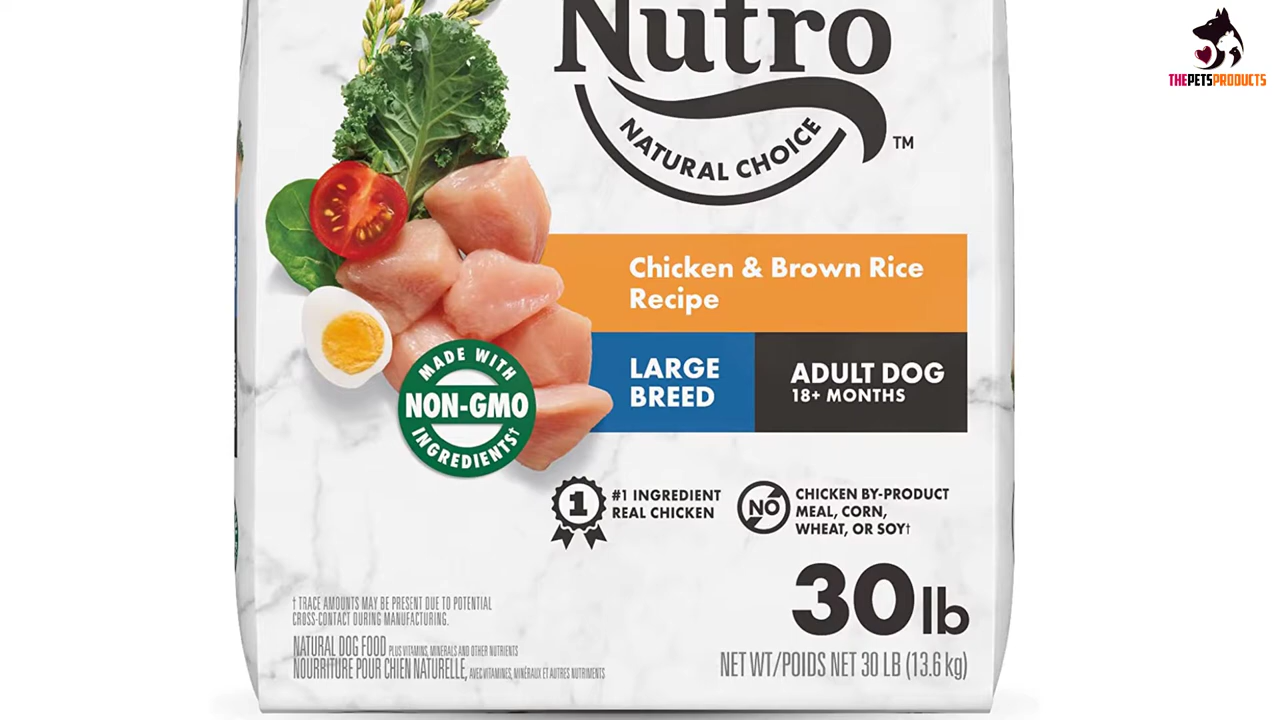 Nutro
NATURAL CHOICE
™
THEPETSPRODUCTS
Chicken & Brown Rice
Recipe
LARGE
BREED
ADULT DOG
18+ MONTHS
MADE WITH
NON-GMO
INGREDIENTS†
1
#1 INGREDIENT
REAL CHICKEN
NO
CHICKEN BY-PRODUCT
MEAL, CORN,
WHEAT, OR SOY†
30 lb
† TRACE AMOUNTS MAY BE PRESENT DUE TO POTENTIAL
CROSS-CONTACT DURING MANUFACTURING.
NATURAL DOG FOOD PLUS VITAMINS, MINERALS AND OTHER NUTRIENTS
NOURRITURE POUR CHIEN NATURELLE, AVEC VITAMINES, MINÉRAUX ET AUTRES NUTRIMENTS
NET WT/POIDS NET 30 LB (13.6 kg)